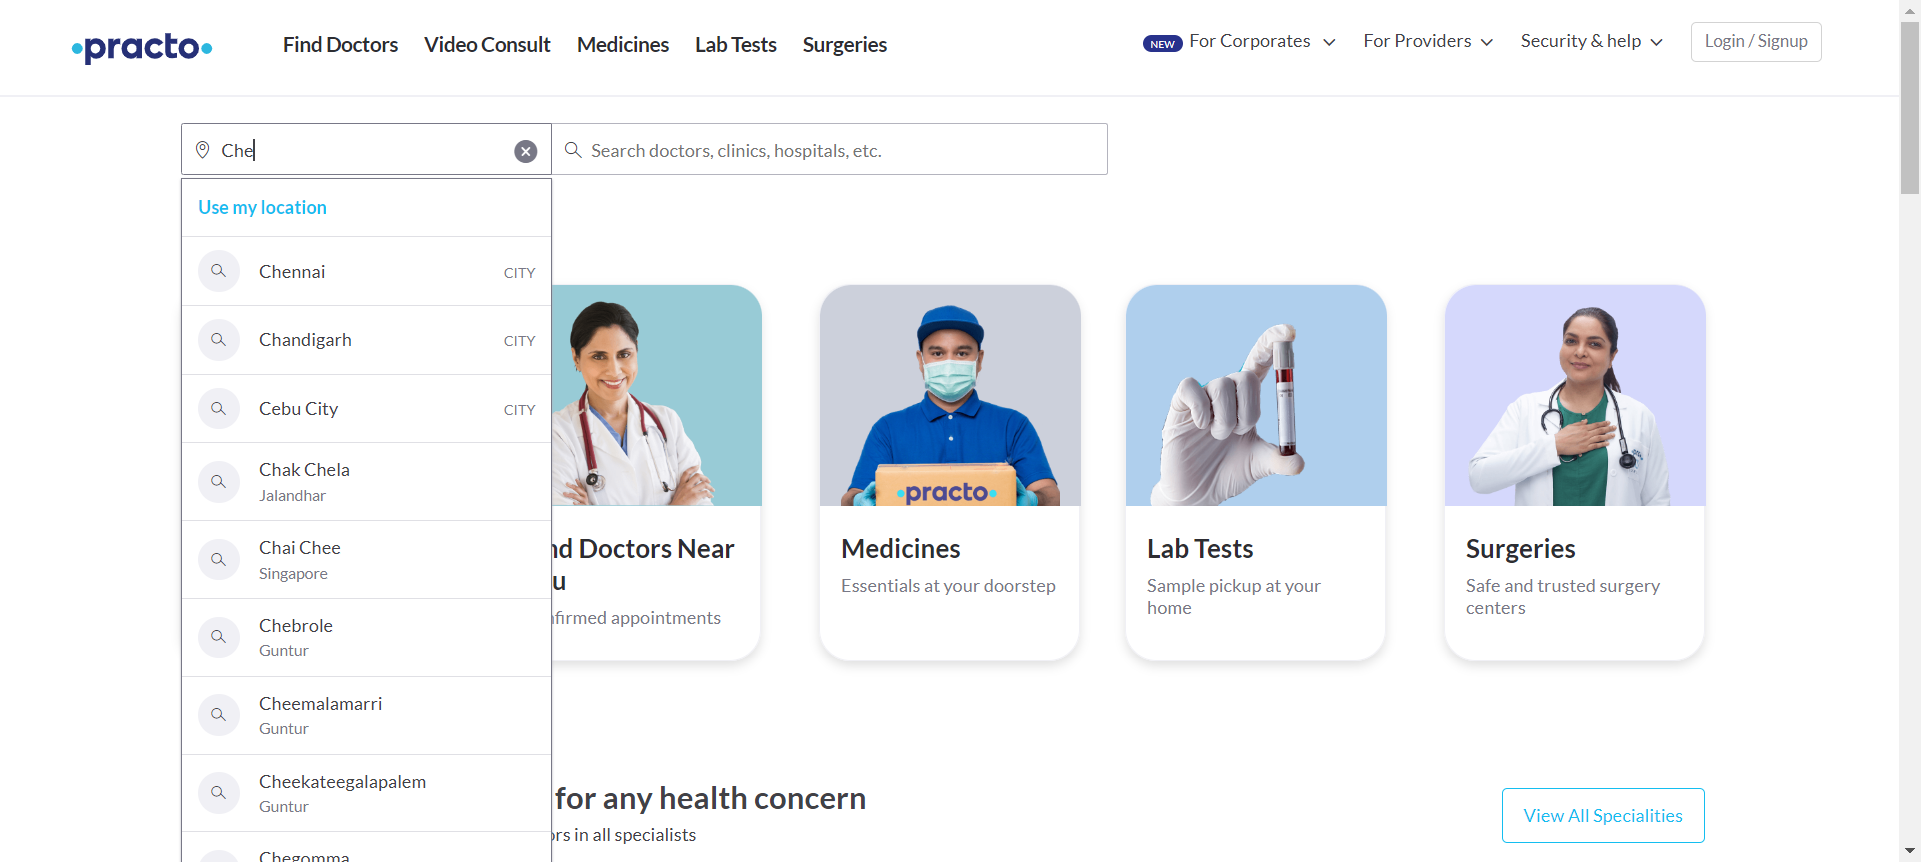 practo
Find Doctors
Video Consult
Medicines
Lab Tests
Surgeries
NEW
For Corporates
For Providers
Security & help
Login / Signup
Che
Search doctors, clinics, hospitals, etc.
Use my location
Chennai
CITY
Chandigarh
CITY
Cebu City
CITY
Chak Chela
Jalandhar
Chai Chee
Singapore
Chebrole
Guntur
Cheemalamarri
Guntur
Cheekateegalapalem
Guntur
Chegomma
nd Doctors Near
u
nfirmed appointments
practo
Medicines
Essentials at your doorstep
Lab Tests
Sample pickup at your
home
Surgeries
Safe and trusted surgery
centers
for any health concern
ors in all specialists
View All Specialities